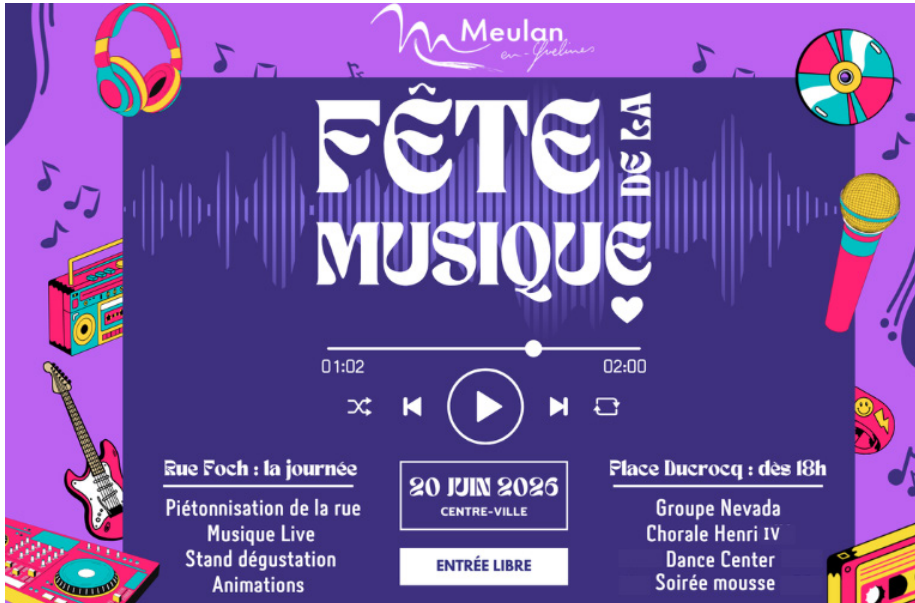 Meulan
en-Yvelines
FÊTE
DE LA
MUSIQUE
01:02
02:00
Rue Foch : la journée
Piétonnisation de la rue
Musique Live
Stand dégustation
Animations
20 JUIN 2026
CENTRE-VILLE
ENTRÉE LIBRE
Place Ducrocq : dès 18h
Groupe Nevada
Chorale Henri IV
Dance Center
Soirée mousse